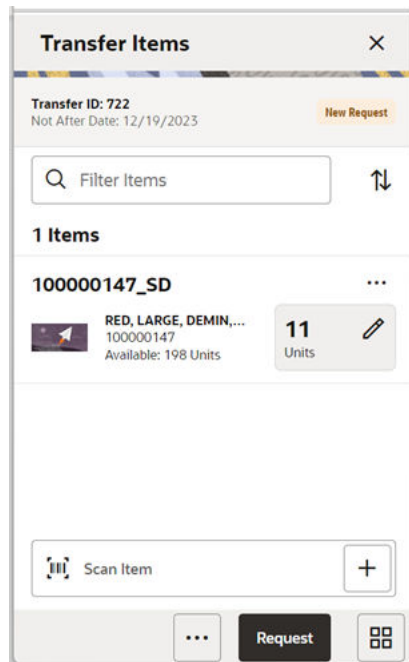 Transfer Items
Transfer ID: 722
Not After Date: 12/19/2023
New Request
Filter Items
1 Items
100000147_SD
RED, LARGE, DEMIN,...
100000147
Available: 198 Units
11
Units
Scan Item
Request